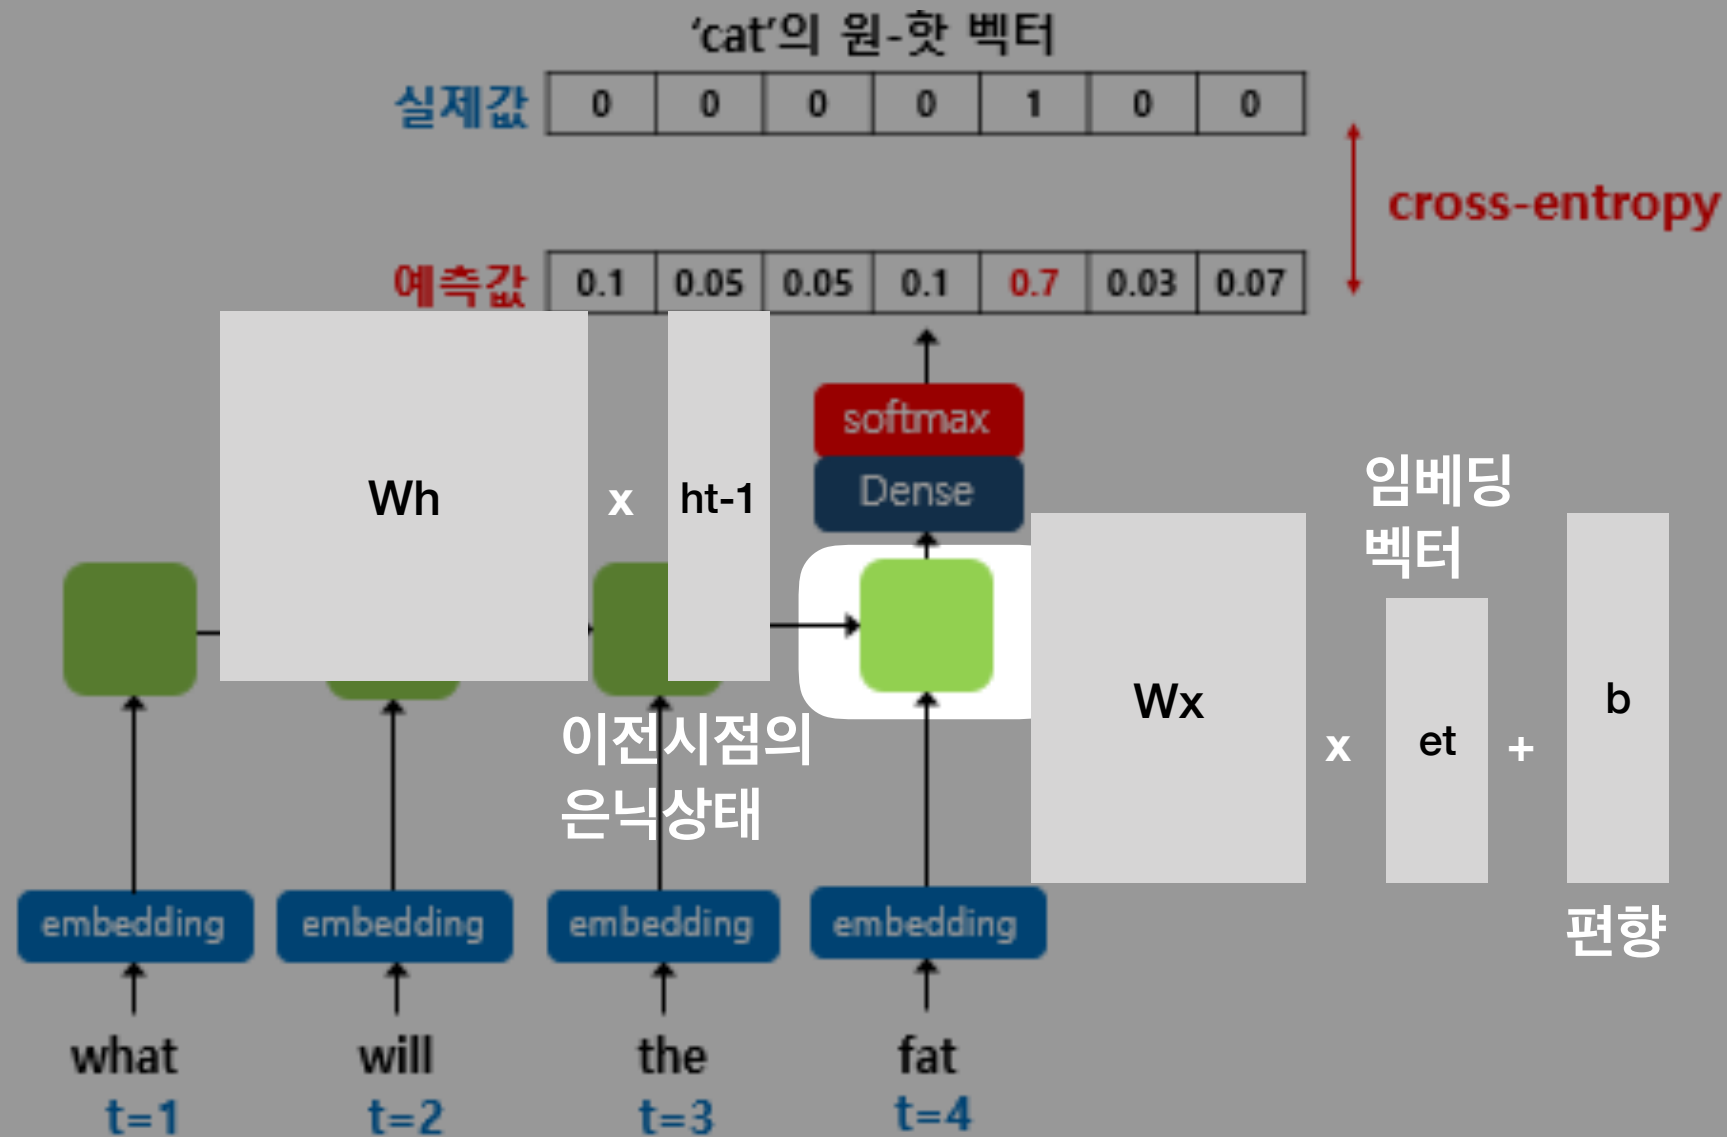 ‘cat’의 원-핫 벡터
실제값 0 0 0 0 1 0 0
cross-entropy
예측값 0.1 0.05 0.05 0.1 0.7 0.03 0.07
softmax
Dense
Wh x ht-1
임베딩
벡터
Wx x et + b
이전시점의
은닉상태
편향
embedding embedding embedding embedding
what will the fat
t=1 t=2 t=3 t=4